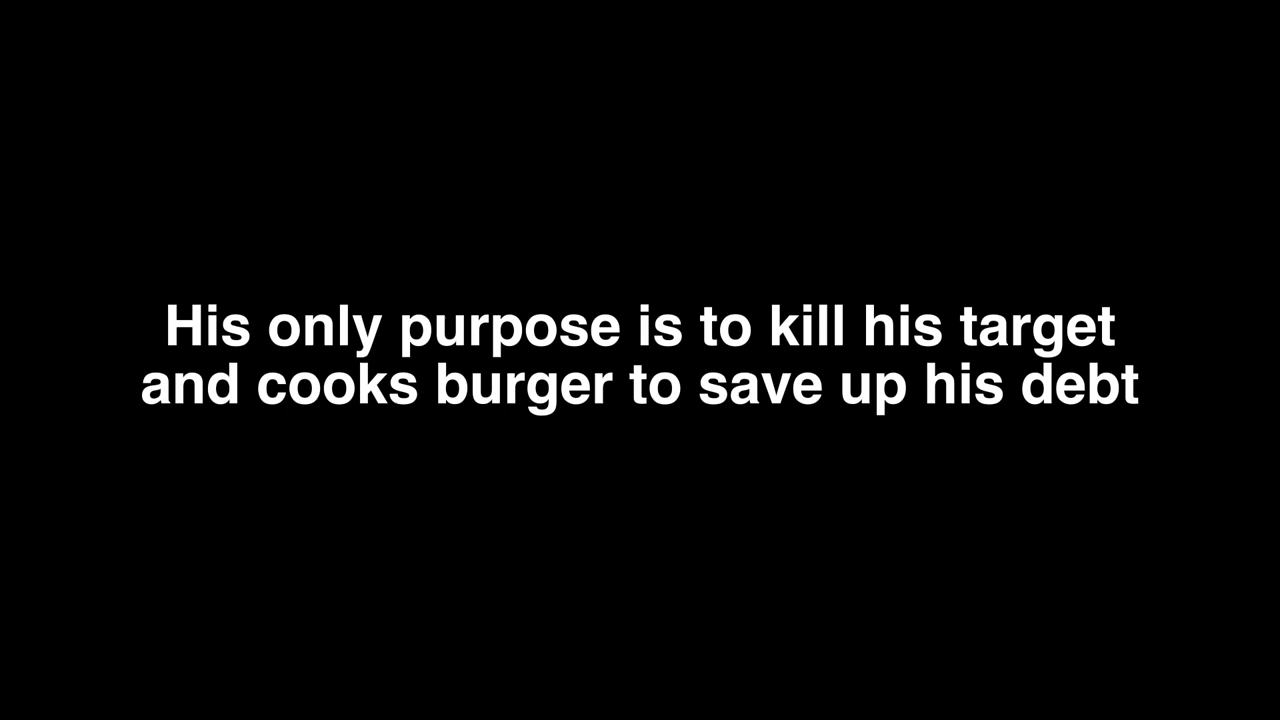 His only purpose is to kill his target
and cooks burger to save up his debt